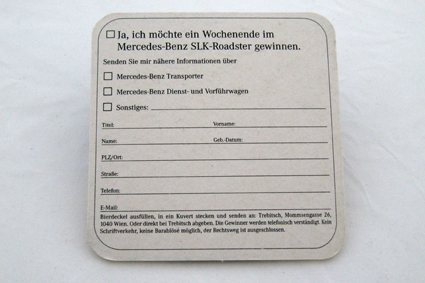 Ja, ich möchte ein Wochenende im
Mercedes-Benz SLK-Roadster gewinnen.
Senden Sie mir nähere Informationen über
Mercedes-Benz Transporter
Mercedes-Benz Dienst- und Vorführwagen
Sonstiges:
Titel: Vorname:
Name: Geb.-Datum:
PLZ/Ort:
Straße:
Telefon:
E-Mail:
Bierdeckel ausfüllen, in ein Kuvert stecken und senden an: Trebitsch, Mommsengasse 26,
1040 Wien. Oder direkt bei Trebitsch abgeben. Die Gewinner werden telefonisch verständigt. Kein
Schriftverkehr, keine Barablöse möglich, der Rechtsweg ist ausgeschlossen.